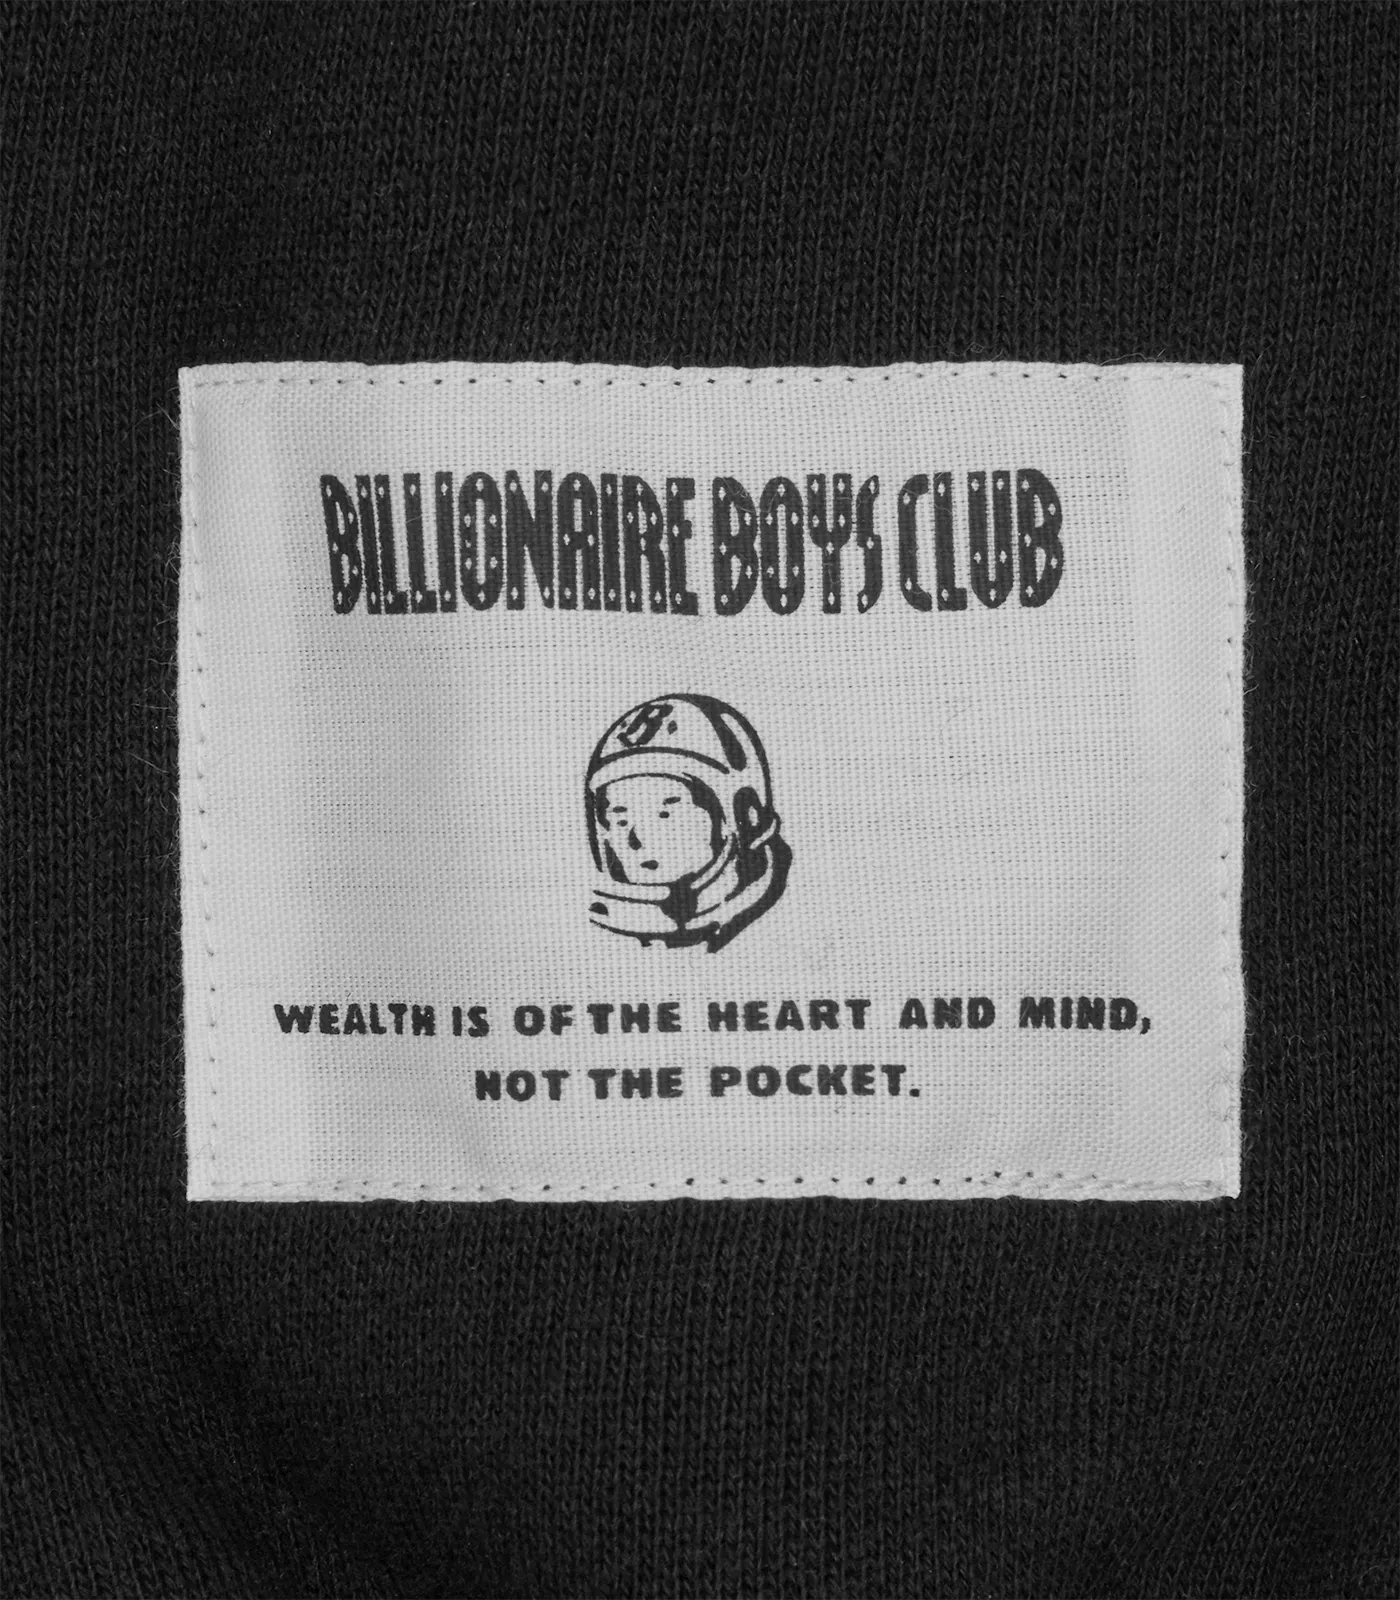 BILLIONAIRE BOYS CLUB
B
WEALTH IS OF THE HEART AND MIND,
NOT THE POCKET.